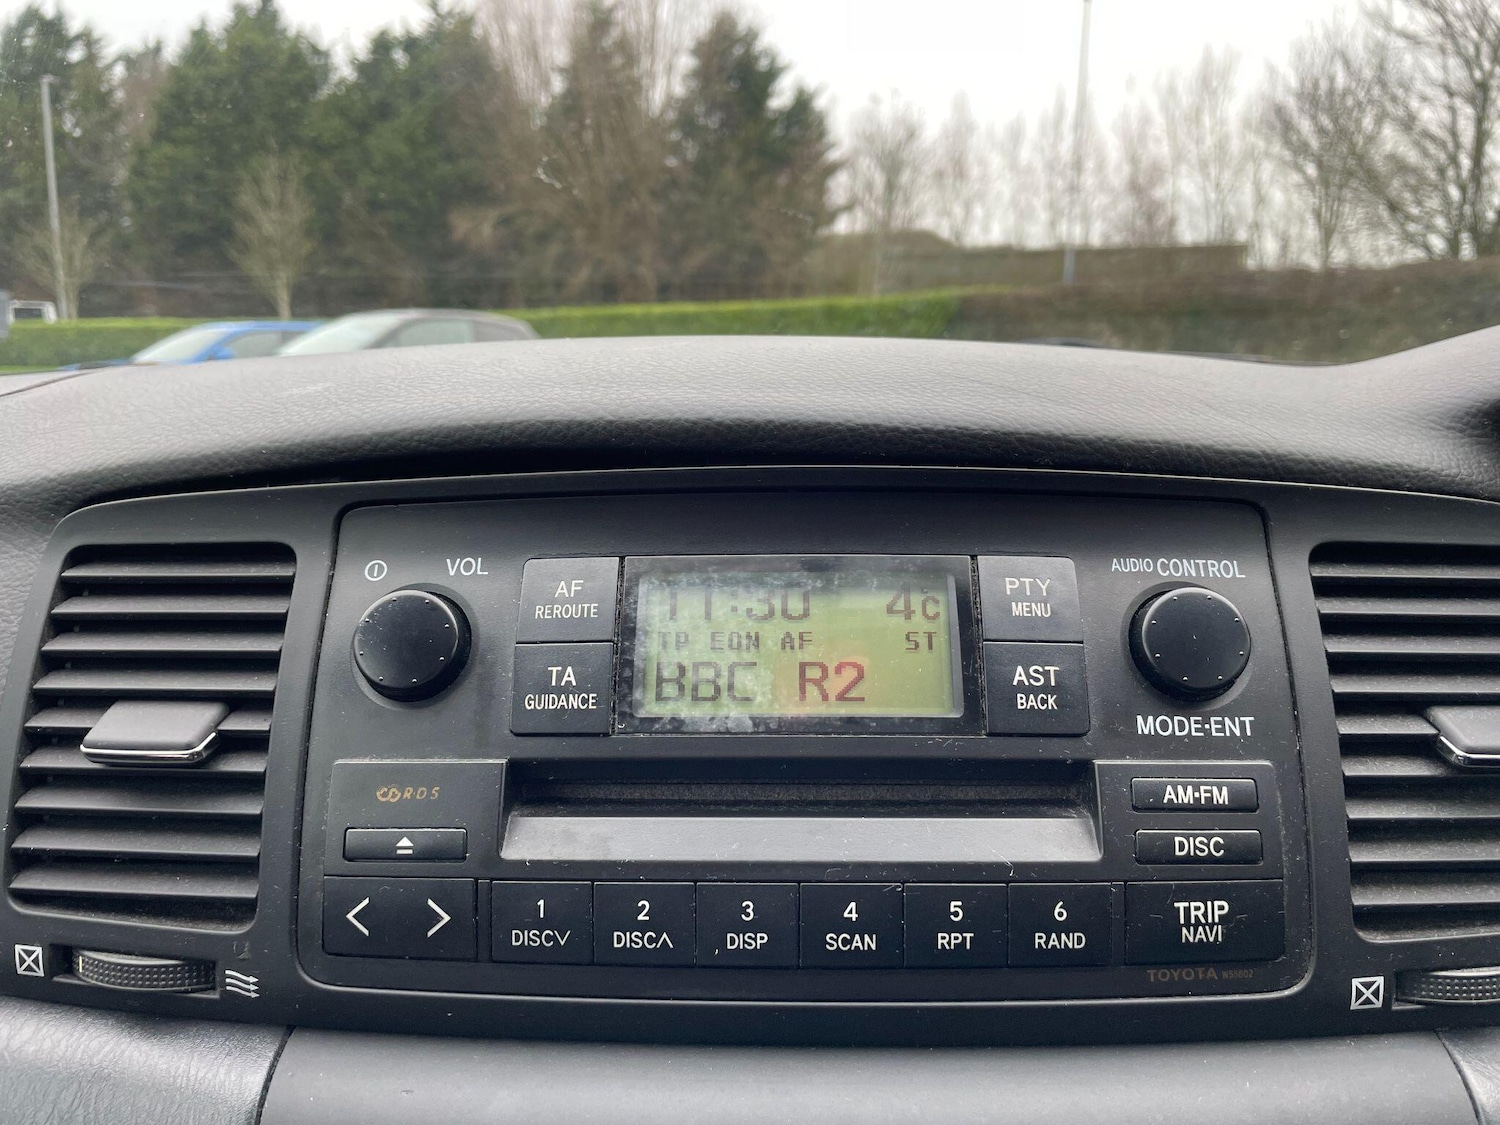 VOL
AF
REROUTE
TA
GUIDANCE
11:30 4°C
TP EON AF ST
BBC R2
PTY
MENU
AST
BACK
AUDIO CONTROL
MODE·ENT
RDS
AM·FM
DISC
1
DISC∨
2
DISC∧
3
DISP
4
SCAN
5
RPT
6
RAND
TRIP
NAVI
TOYOTA